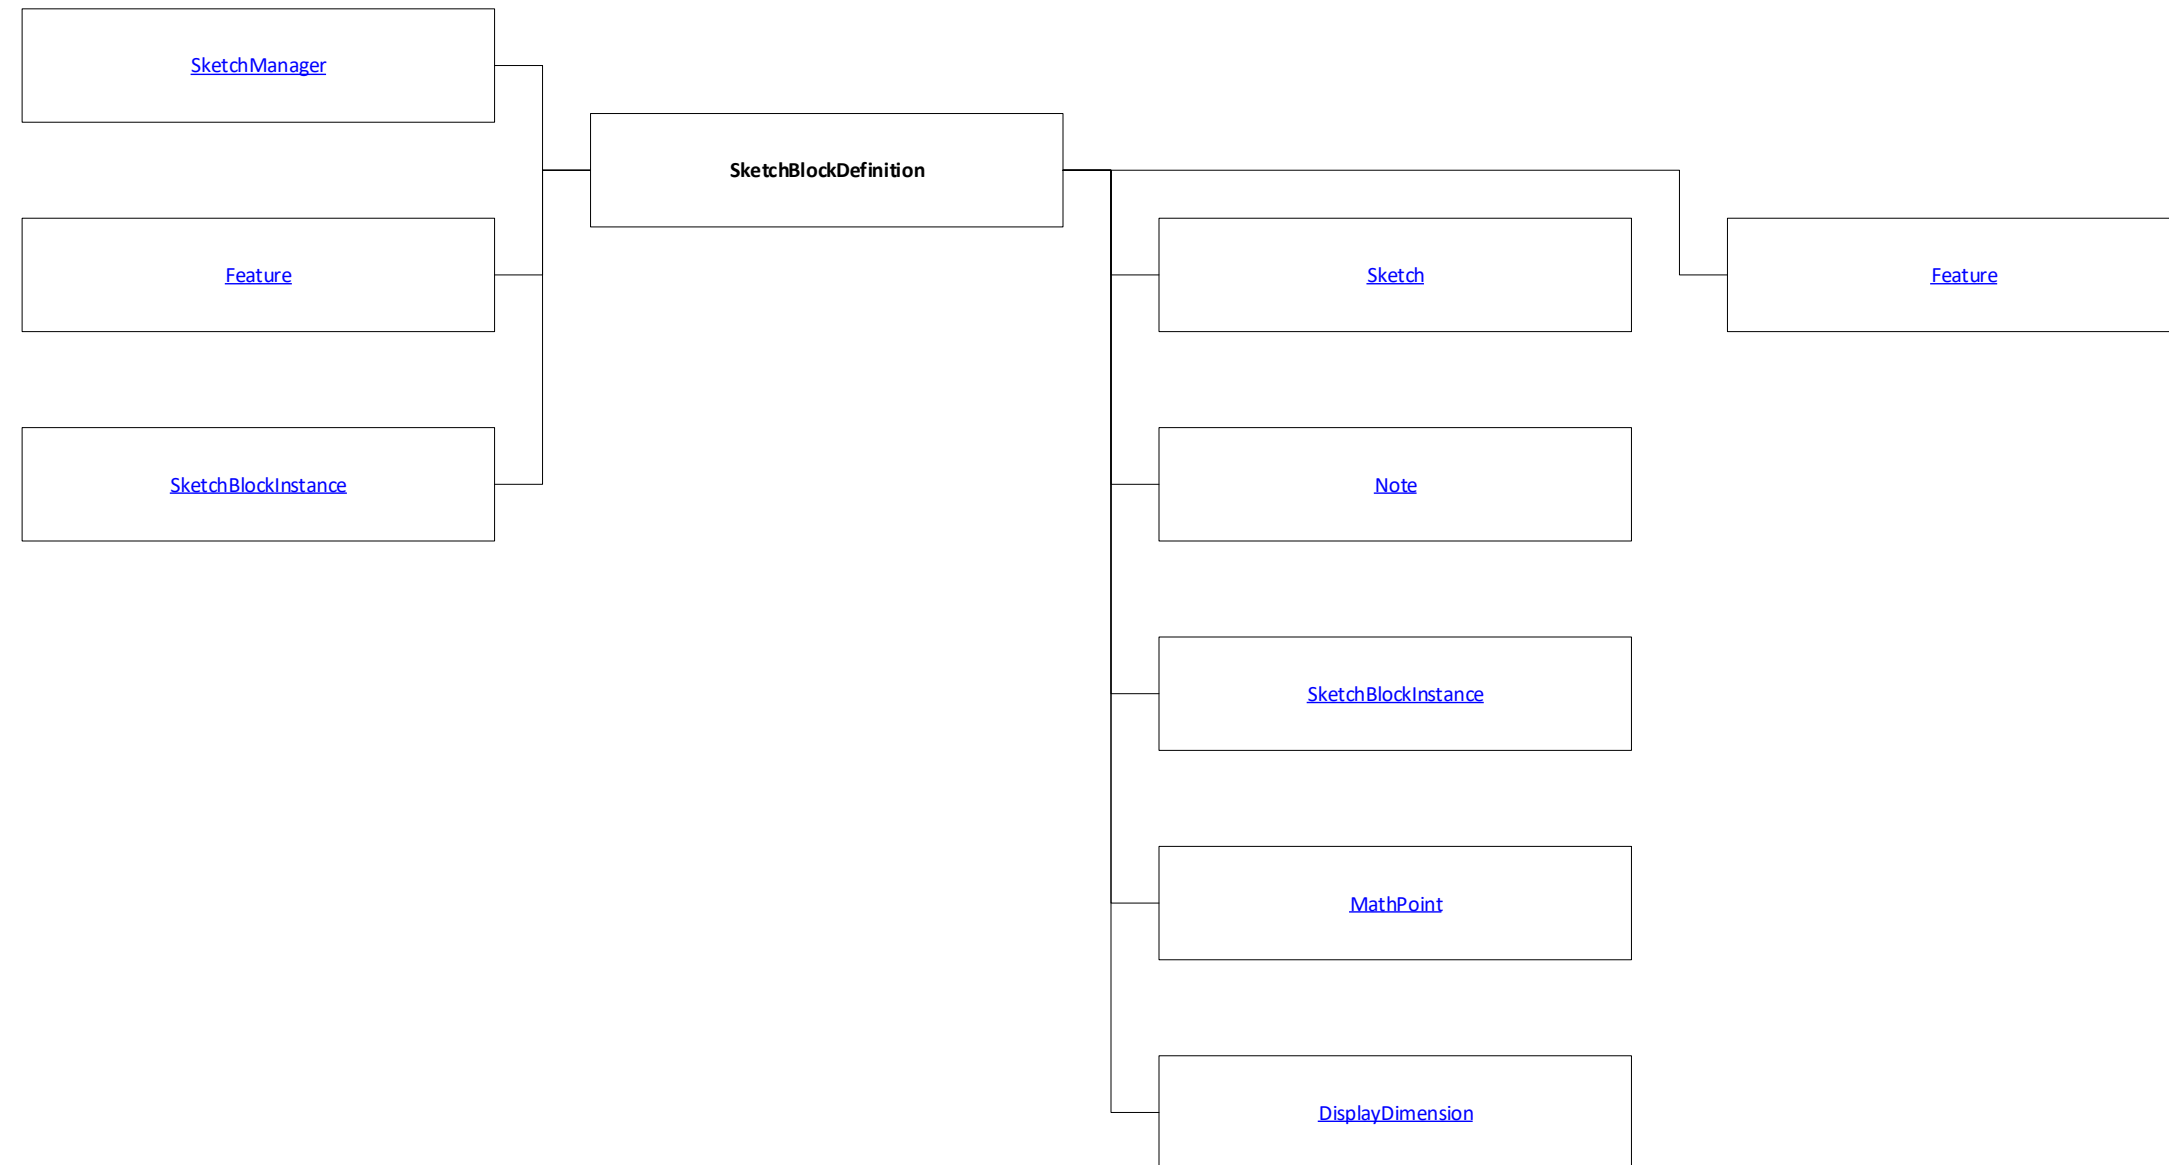 SketchManager
SketchBlockDefinition
Feature
Sketch
Feature
SketchBlockInstance
Note
SketchBlockInstance
MathPoint
DisplayDimension